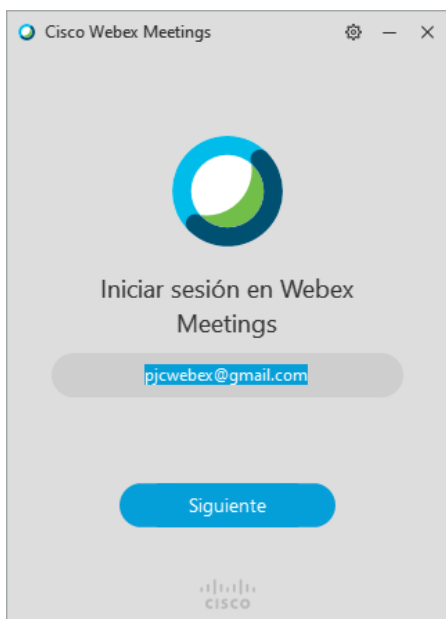 Cisco Webex Meetings
Iniciar sesión en Webex
Meetings
pjcwebex@gmail.com
Siguiente
CISCO